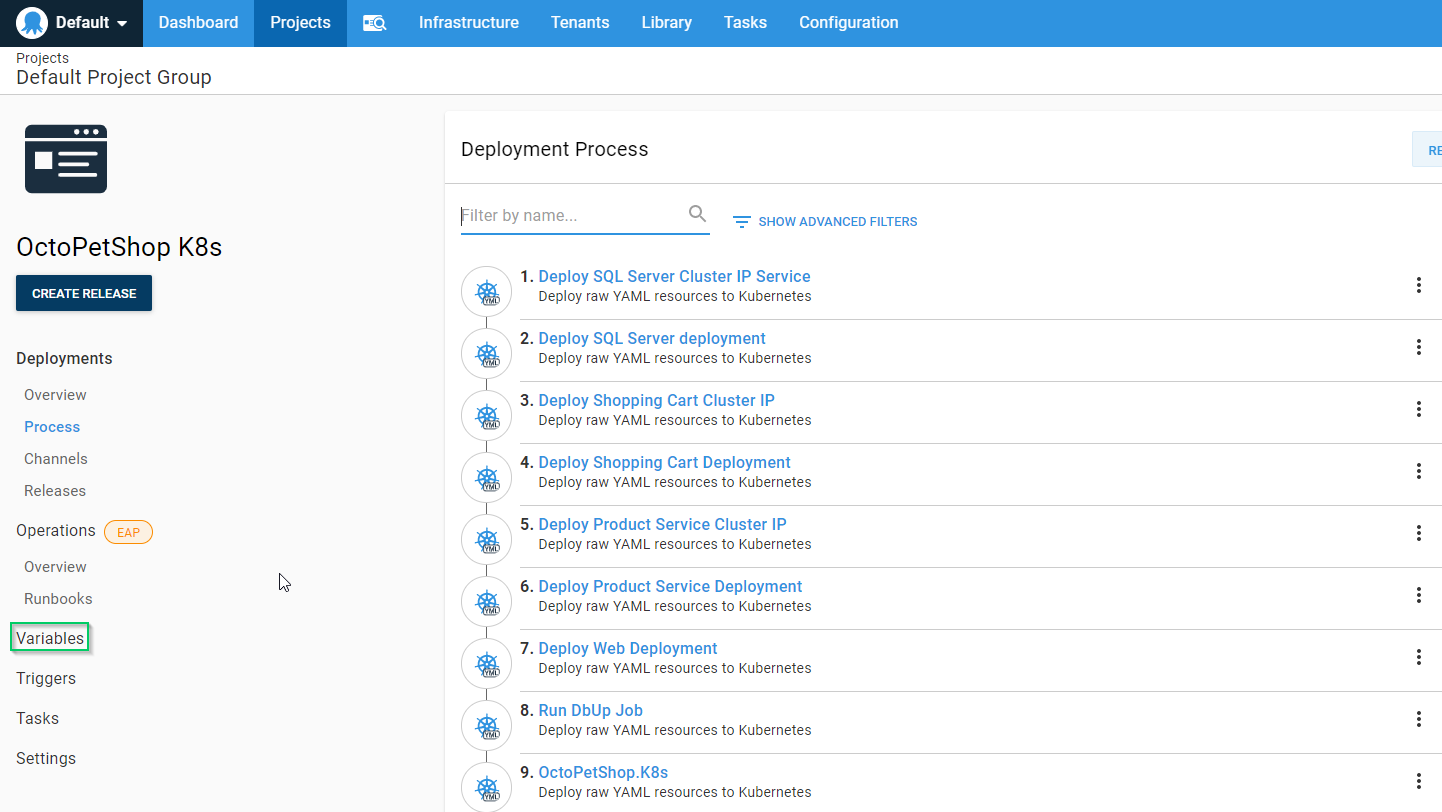 Default Dashboard Projects Infrastructure Tenants Library Tasks Configuration
Projects
Default Project Group
OctoPetShop K8s
CREATE RELEASE
Deployments
Overview
Process
Channels
Releases
Operations EAP
Overview
Runbooks
Variables
Triggers
Tasks
Settings
Deployment Process
RE
Filter by name...
SHOW ADVANCED FILTERS
1. Deploy SQL Server Cluster IP Service
Deploy raw YAML resources to Kubernetes
2. Deploy SQL Server deployment
Deploy raw YAML resources to Kubernetes
3. Deploy Shopping Cart Cluster IP
Deploy raw YAML resources to Kubernetes
4. Deploy Shopping Cart Deployment
Deploy raw YAML resources to Kubernetes
5. Deploy Product Service Cluster IP
Deploy raw YAML resources to Kubernetes
6. Deploy Product Service Deployment
Deploy raw YAML resources to Kubernetes
7. Deploy Web Deployment
Deploy raw YAML resources to Kubernetes
8. Run DbUp Job
Deploy raw YAML resources to Kubernetes
9. OctoPetShop.K8s
Deploy raw YAML resources to Kubernetes